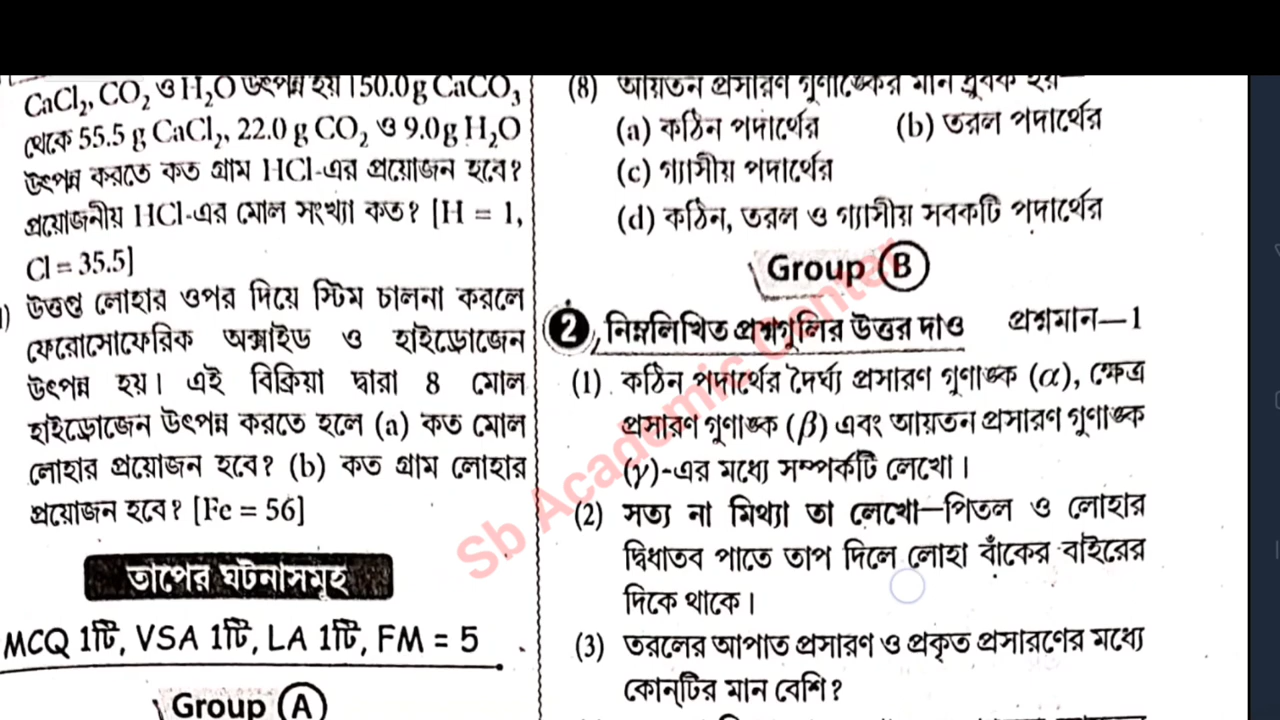 CaCl₂, CO₂ ও H₂O উৎপন্ন হয়। 50.0 g CaCO₃
থেকে 55.5 g CaCl₂, 22.0 g CO₂ ও 9.0g H₂O
উৎপন্ন করতে কত গ্রাম HCl-এর প্রয়োজন হবে?
প্রয়োজনীয় HCl-এর মোল সংখ্যা কত? [H = 1,
Cl = 35.5]
উত্তপ্ত লোহার ওপর দিয়ে স্টিম চালনা করলে
ফেরোসোফেরিক অক্সাইড ও হাইড্রোজেন
উৎপন্ন হয়। এই বিক্রিয়া দ্বারা 8 মোল
হাইড্রোজেন উৎপন্ন করতে হলে (a) কত মোল
লোহার প্রয়োজন হবে? (b) কত গ্রাম লোহার
প্রয়োজন হবে? [Fe = 56]
তাপের ঘটনাসমূহ
MCQ 1টি, VSA 1টি, LA 1টি, FM = 5
Group A
(8) আয়তন প্রসারণ গুণাঙ্কের মান ধ্রুবক হয়—
(a) কঠিন পদার্থের (b) তরল পদার্থের
(c) গ্যাসীয় পদার্থের
(d) কঠিন, তরল ও গ্যাসীয় সবকটি পদার্থের
Group B
2 নিম্নলিখিত প্রশ্নগুলির উত্তর দাও প্রশ্নমান—1
(1) কঠিন পদার্থের দৈর্ঘ্য প্রসারণ গুণাঙ্ক (α), ক্ষেত্র
প্রসারণ গুণাঙ্ক (β) এবং আয়তন প্রসারণ গুণাঙ্ক
(γ)-এর মধ্যে সম্পর্কটি লেখো।
(2) সত্য না মিথ্যা তা লেখো—পিতল ও লোহার
দ্বিধাতব পাতে তাপ দিলে লোহা বাঁকের বাইরের
দিকে থাকে।
(3) তরলের আপাত প্রসারণ ও প্রকৃত প্রসারণের মধ্যে
কোন্‌টির মান বেশি?
Sb Academic Center